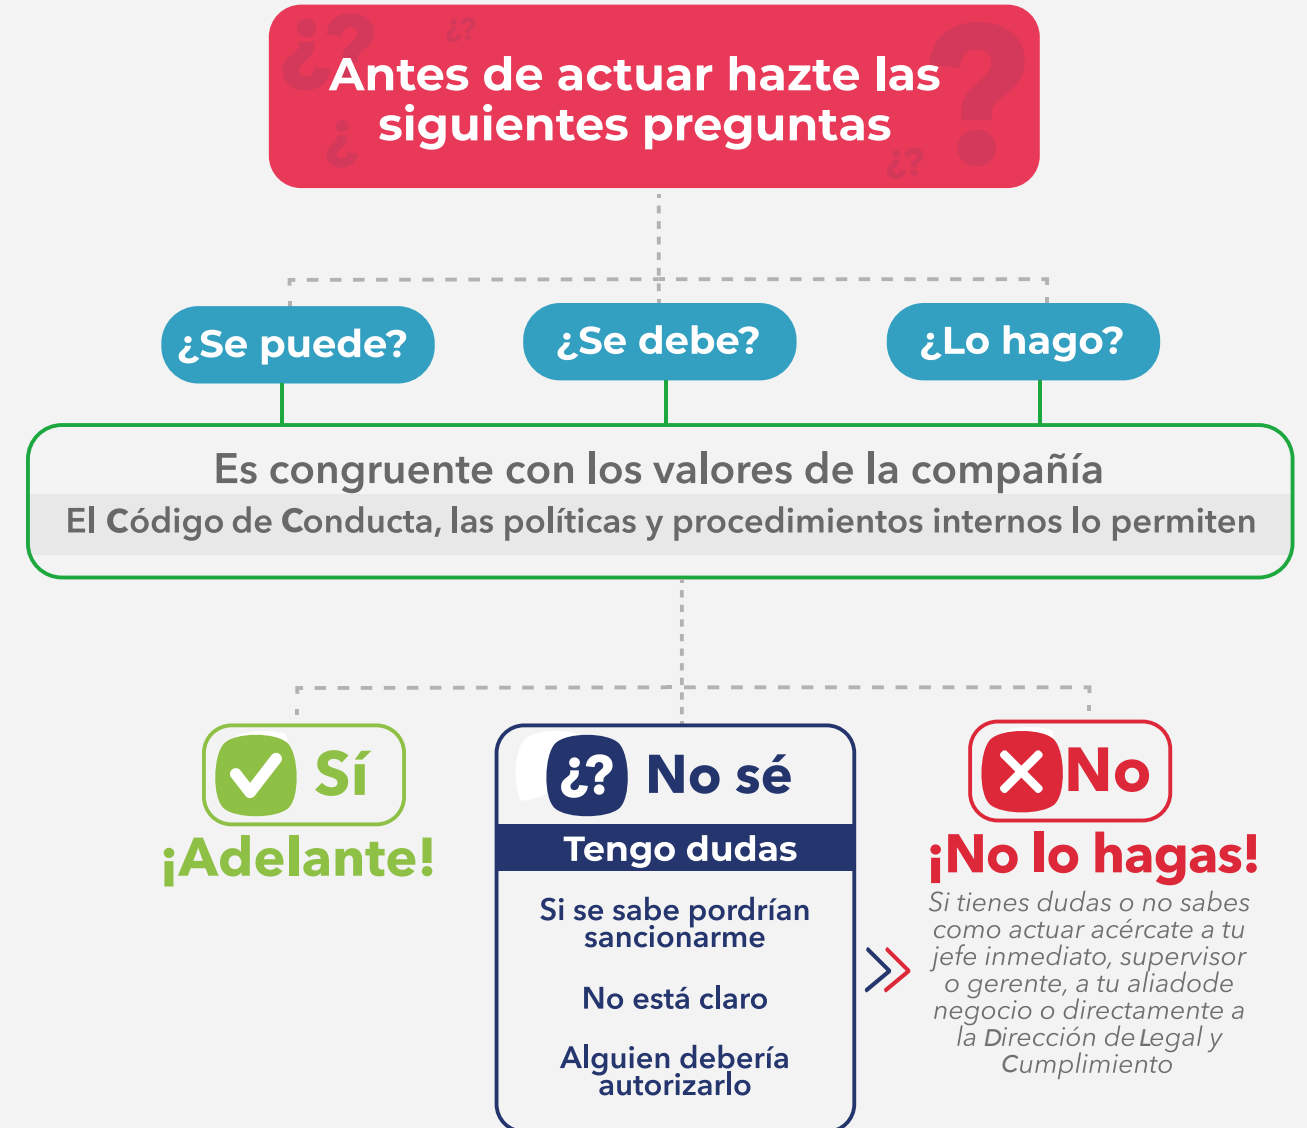 ¿?
¿?
¿
?
¿?
Antes de actuar hazte las
siguientes preguntas
¿Se puede?
¿Se debe?
¿Lo hago?
Es congruente con los valores de la compañía
El Código de Conducta, las políticas y procedimientos internos lo permiten
Sí
¡Adelante!
¿? No sé
Tengo dudas
Si se sabe pordrían
sancionarme
No está claro
Alguien debería
autorizarlo
No
¡No lo hagas!
Si tienes dudas o no sabes
como actuar acércate a tu
jefe inmediato, supervisor
o gerente, a tu aliadode
negocio o directamente a
la Dirección de Legal y
Cumplimiento